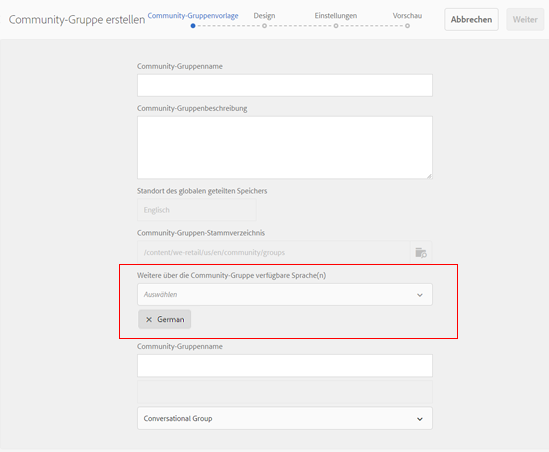 Community-Gruppe erstellen
Community-Gruppenvorlage
Design
Einstellungen
Vorschau
Abbrechen
Weiter
Community-Gruppenname
Community-Gruppenbeschreibung
Standort des globalen geteilten Speichers
Englisch
Community-Gruppen-Stammverzeichnis
/content/we-retail/us/en/community/groups
Weitere über die Community-Gruppe verfügbare Sprache(n)
Auswählen
× German
Community-Gruppenname
Conversational Group